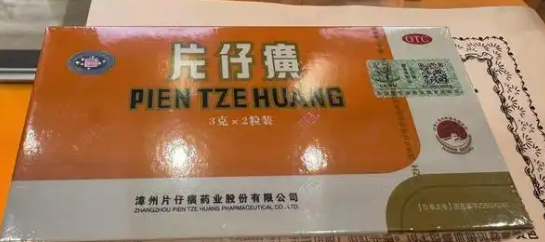 OTC
片仔癀
PIEN TZE HUANG
3克×2粒装
漳州片仔癀药业股份有限公司
ZHANGZHOU PIEN TZE HUANG PHARMACEUTICAL CO., LTD.